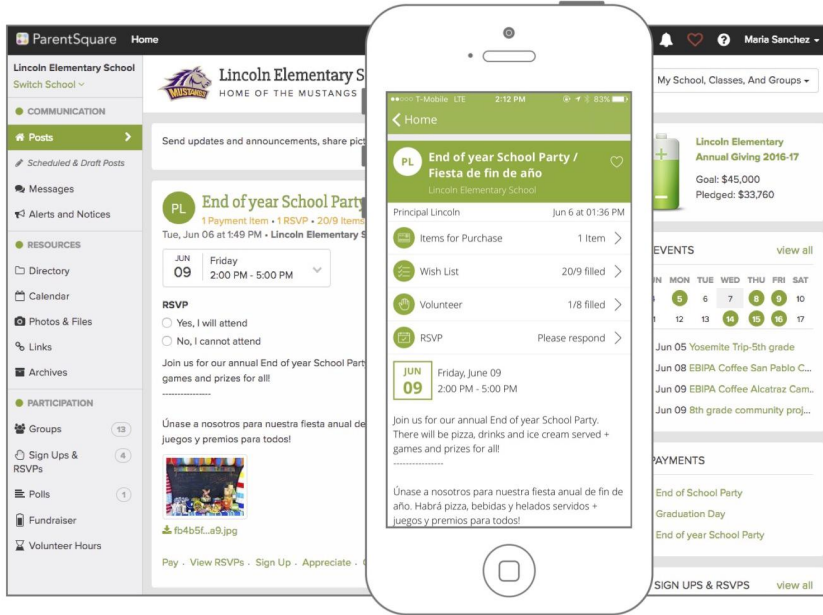 ParentSquare Home
Maria Sanchez
Lincoln Elementary School
Switch School
COMMUNICATION
Posts
Scheduled & Draft Posts
Messages
Alerts and Notices
RESOURCES
Directory
Calendar
Photos & Files
Links
Archives
PARTICIPATION
Groups 13
Sign Ups & 4
RSVPs
Polls 1
Fundraiser
Volunteer Hours
MUSTANGS
Lincoln Elementary S
HOME OF THE MUSTANGS
Send updates and announcements, share pict
PL
End of year School Party
1 Payment Item • 1 RSVP • 20/9 Items
Tue, Jun 06 at 1:49 PM • Lincoln Elementary S
JUN Friday
09 2:00 PM - 5:00 PM
RSVP
Yes, I will attend
No, I cannot attend
Join us for our annual End of year School Part
games and prizes for all!
----------------
Únase a nosotros para nuestra fiesta anual de
juegos y premios para todos!
fb4b5f...a9.jpg
Pay . View RSVPs . Sign Up . Appreciate .
T-Mobile LTE 2:12 PM 83%
Home
PL
End of year School Party /
Fiesta de fin de año
Lincoln Elementary School
Principal Lincoln Jun 6 at 01:36 PM
Items for Purchase 1 Item
Wish List 20/9 filled
Volunteer 1/8 filled
RSVP Please respond
JUN Friday, June 09
09 2:00 PM - 5:00 PM
Join us for our annual End of year School Party.
There will be pizza, drinks and ice cream served +
games and prizes for all!
----------------
Únase a nosotros para nuestra fiesta anual de fin de
año. Habrá pizza, bebidas y helados servidos +
juegos y premios para todos!
My School, Classes, And Groups
Lincoln Elementary
Annual Giving 2016-17
Goal: $45,000
Pledged: $33,760
EVENTS view all
MON TUE WED THU FRI SAT
5 6 7 8 9 10
12 13 14 15 16 17
Jun 05 Yosemite Trip-5th grade
Jun 08 EBIPA Coffee San Pablo C...
Jun 09 EBIPA Coffee Alcatraz Cam..
Jun 09 8th grade community proj...
PAYMENTS
End of School Party
Graduation Day
End of year School Party
SIGN UPS & RSVPS view all